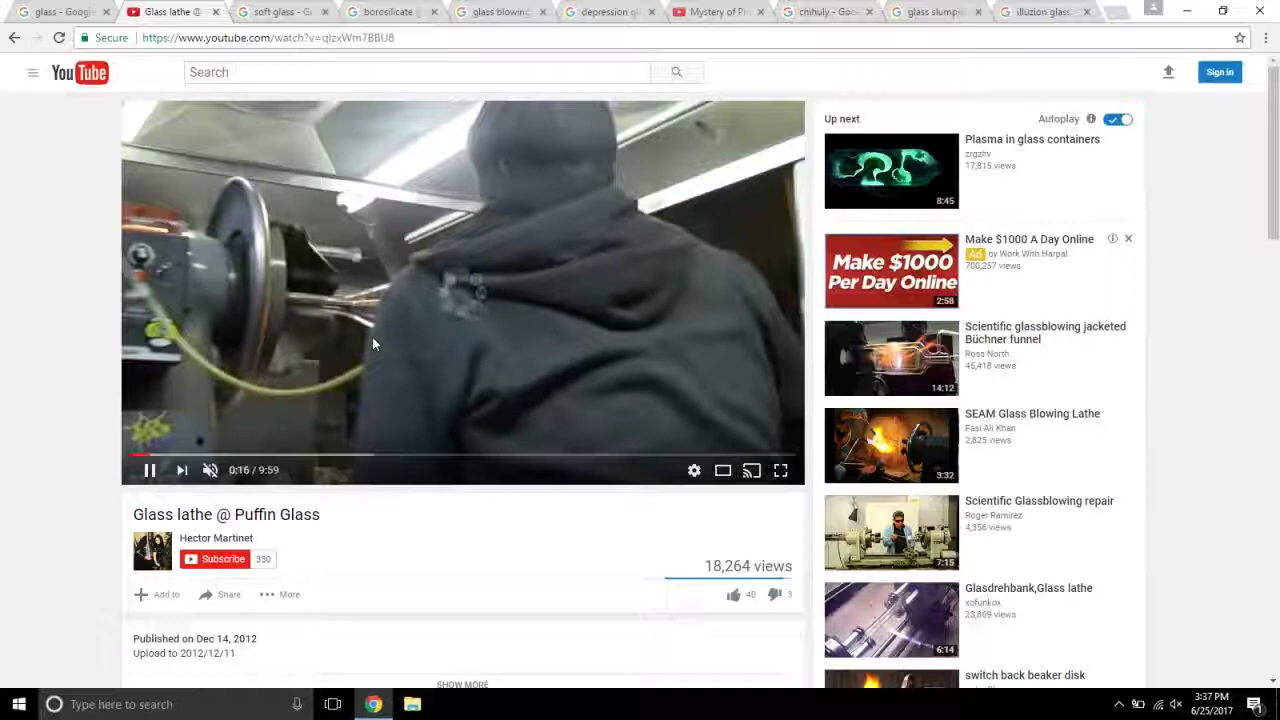 glass - Google
Glass lathe @
soft glass - G
borosilicate
glass blowing
depression gl
Mystery of Pr
chihuly - Goo
glass slumpe
illuzion glass
Secure
https://www.youtube.com/watch?v=qIzxWm7BBIJ8
YouTube
Search
Sign in
0:16 / 9:59
Glass lathe @ Puffin Glass
Hector Martinet
Subscribe 330
18,264 views
Add to Share More
40 3
Published on Dec 14, 2012
Upload to 2012/12/11
SHOW MORE
Up next
Autoplay
Plasma in glass containers
zrgzhv
17,815 views
8:45
Make $1000 A Day Online
Ad by Work With Harpal
700,257 views
Make $1000
Per Day Online
2:58
Scientific glassblowing jacketed
Büchner funnel
Ross North
45,418 views
14:12
SEAM Glass Blowing Lathe
Fasi Ali Khan
2,825 views
3:32
Scientific Glassblowing repair
Roger Ramirez
4,356 views
7:15
Glasdrehbank,Glass lathe
xofunkox
23,869 views
6:14
switch back beaker disk
Type here to search
3:37 PM
6/25/2017